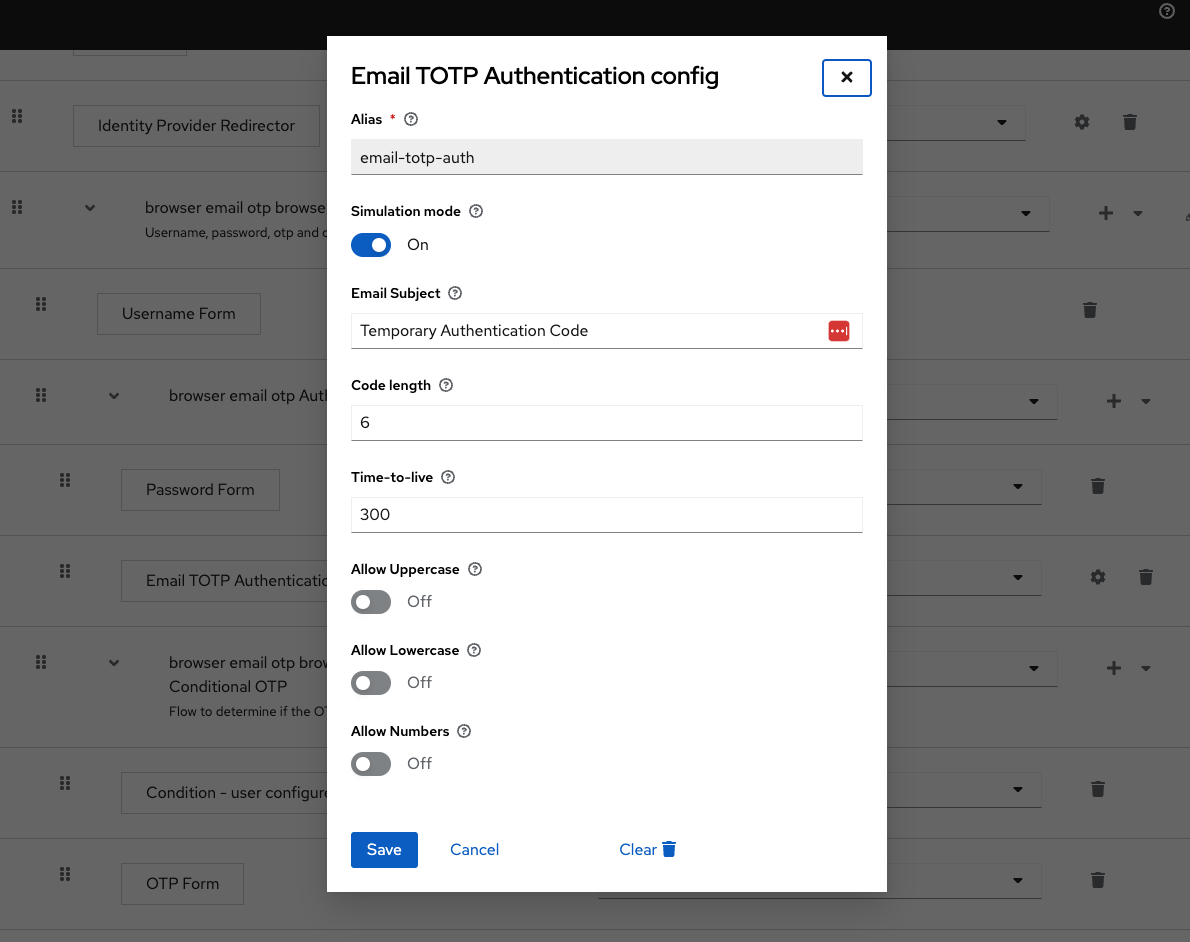 Email TOTP Authentication config
Alias *
email-totp-auth
Simulation mode
On
Email Subject
Temporary Authentication Code
Code length
6
Time-to-live
300
Allow Uppercase
Off
Allow Lowercase
Off
Allow Numbers
Off
Save Cancel Clear
Identity Provider Redirector
browser email otp browse
Username, password, otp and
Username Form
browser email otp Aut
Password Form
Email TOTP Authenticatio
browser email otp
Conditional OTP
Flow to determine if the
Condition - user configure
OTP Form